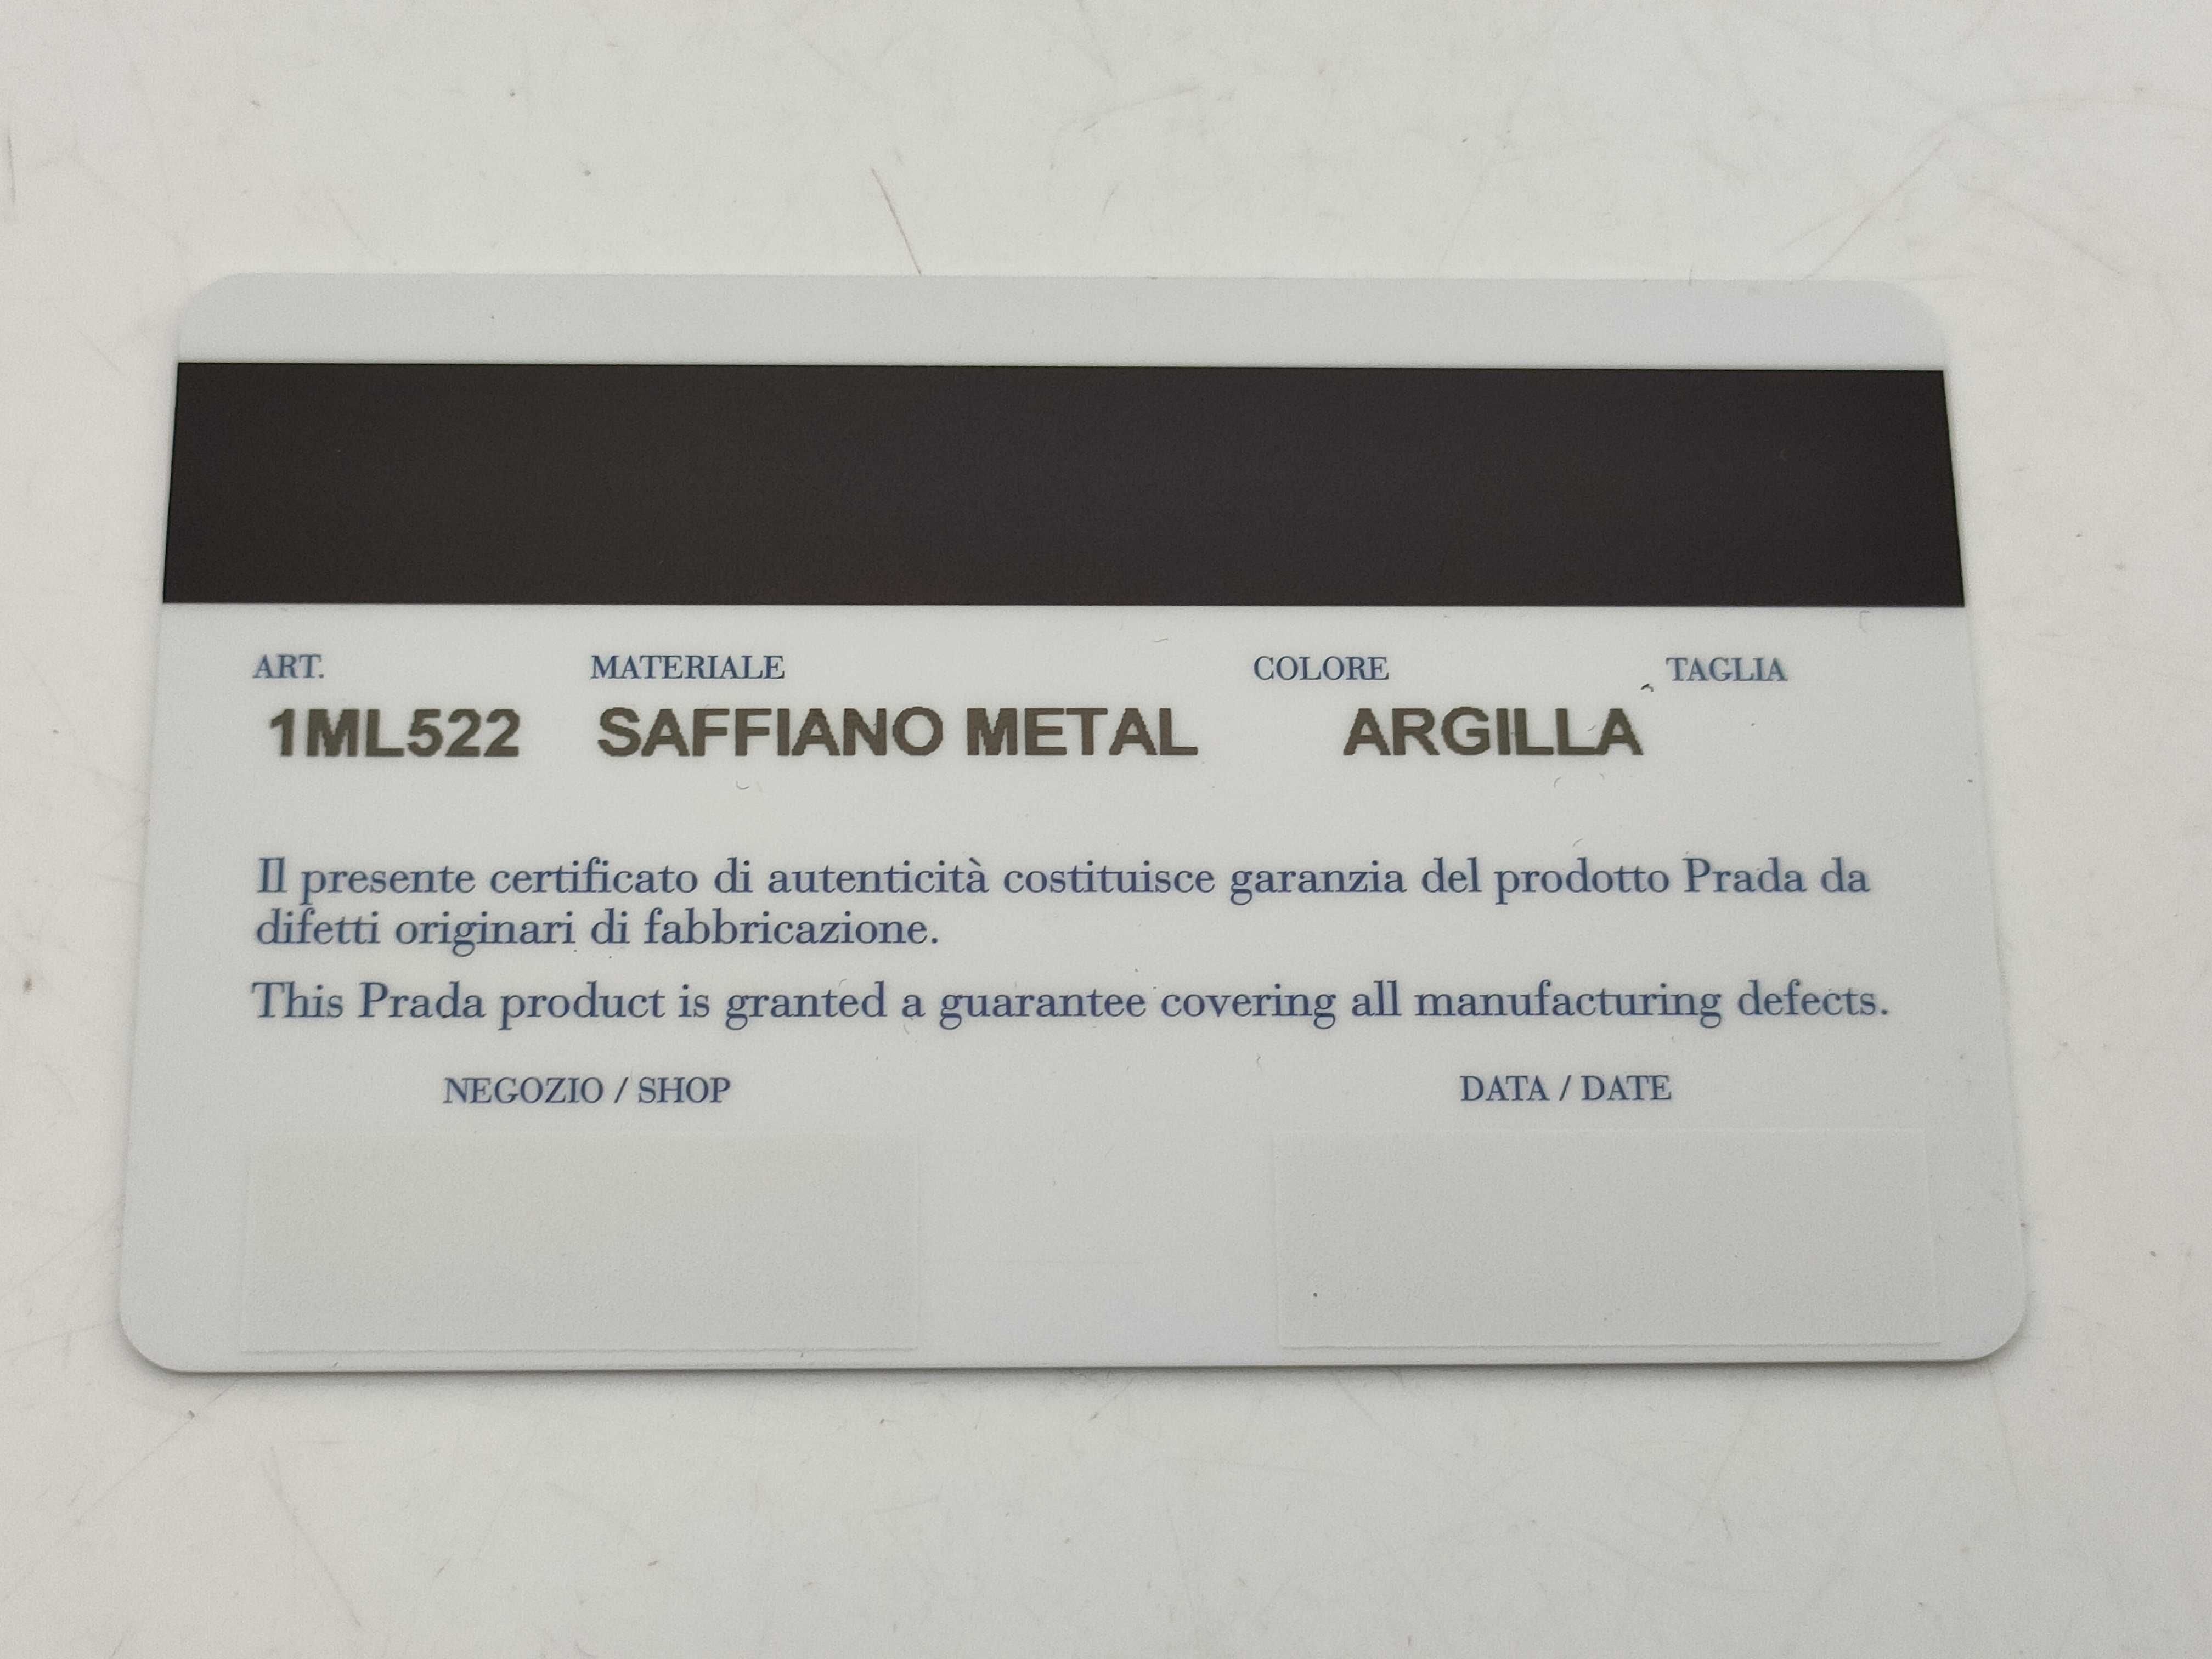 ART. MATERIALE COLORE TAGLIA
1ML522 SAFFIANO METAL ARGILLA
Il presente certificato di autenticità costituisce garanzia del prodotto Prada da
difetti originari di fabbricazione.
This Prada product is granted a guarantee covering all manufacturing defects.
NEGOZIO / SHOP DATA / DATE